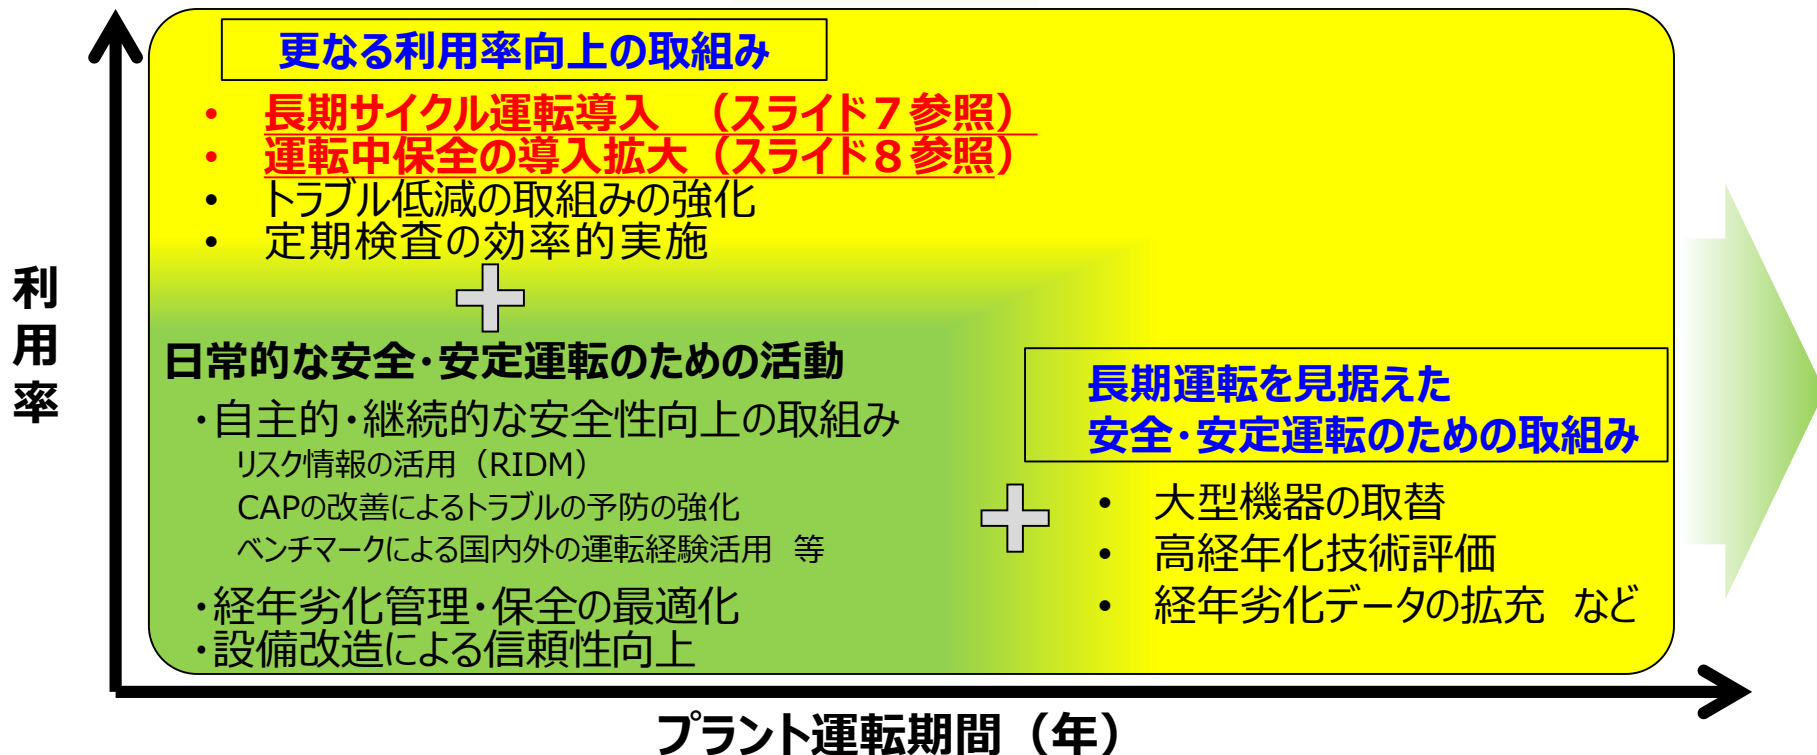 更なる利用率向上の取組み
• 長期サイクル運転導入　（スライド７参照）
• 運転中保全の導入拡大（スライド８参照）
• トラブル低減の取組みの強化
• 定期検査の効率的実施
利用率
日常的な安全・安定運転のための活動
・自主的・継続的な安全性向上の取組み
リスク情報の活用（RIDM）
CAPの改善によるトラブルの予防の強化
ベンチマークによる国内外の運転経験活用　等
・経年劣化管理・保全の最適化
・設備改造による信頼性向上
長期運転を見据えた
安全・安定運転のための取組み
• 大型機器の取替
• 高経年化技術評価
• 経年劣化データの拡充　など
プラント運転期間（年）